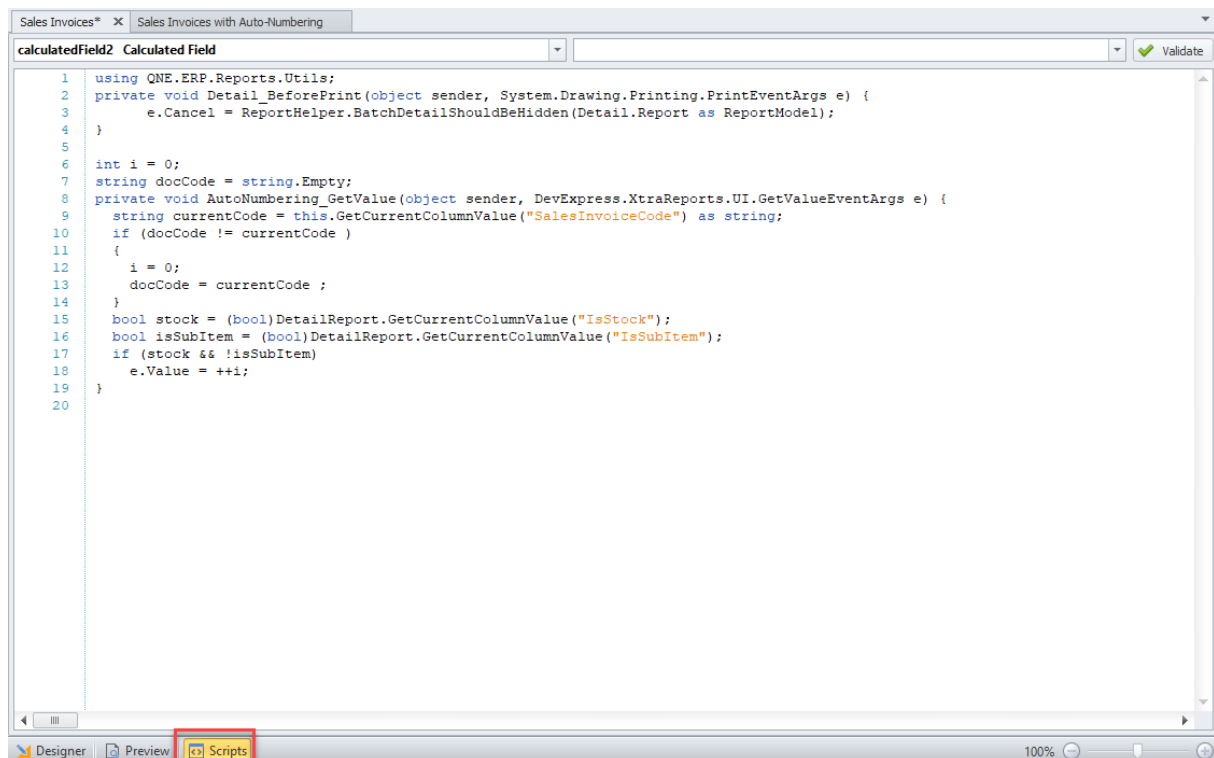 Sales Invoices* X Sales Invoices with Auto-Numbering
calculatedField2 Calculated Field Validate
1 using QNE.ERP.Reports.Utils;
2 private void Detail_BeforePrint(object sender, System.Drawing.Printing.PrintEventArgs e) {
3 e.Cancel = ReportHelper.BatchDetailShouldBeHidden(Detail.Report as ReportModel);
4 }
5
6 int i = 0;
7 string docCode = string.Empty;
8 private void AutoNumbering_GetValue(object sender, DevExpress.XtraReports.UI.GetValueEventArgs e) {
9 string currentCode = this.GetCurrentColumnValue("SalesInvoiceCode") as string;
10 if (docCode != currentCode )
11 {
12 i = 0;
13 docCode = currentCode ;
14 }
15 bool stock = (bool)DetailReport.GetCurrentColumnValue("IsStock");
16 bool isSubItem = (bool)DetailReport.GetCurrentColumnValue("IsSubItem");
17 if (stock && !isSubItem)
18 e.Value = ++i;
19 }
20
Designer Preview Scripts 100%